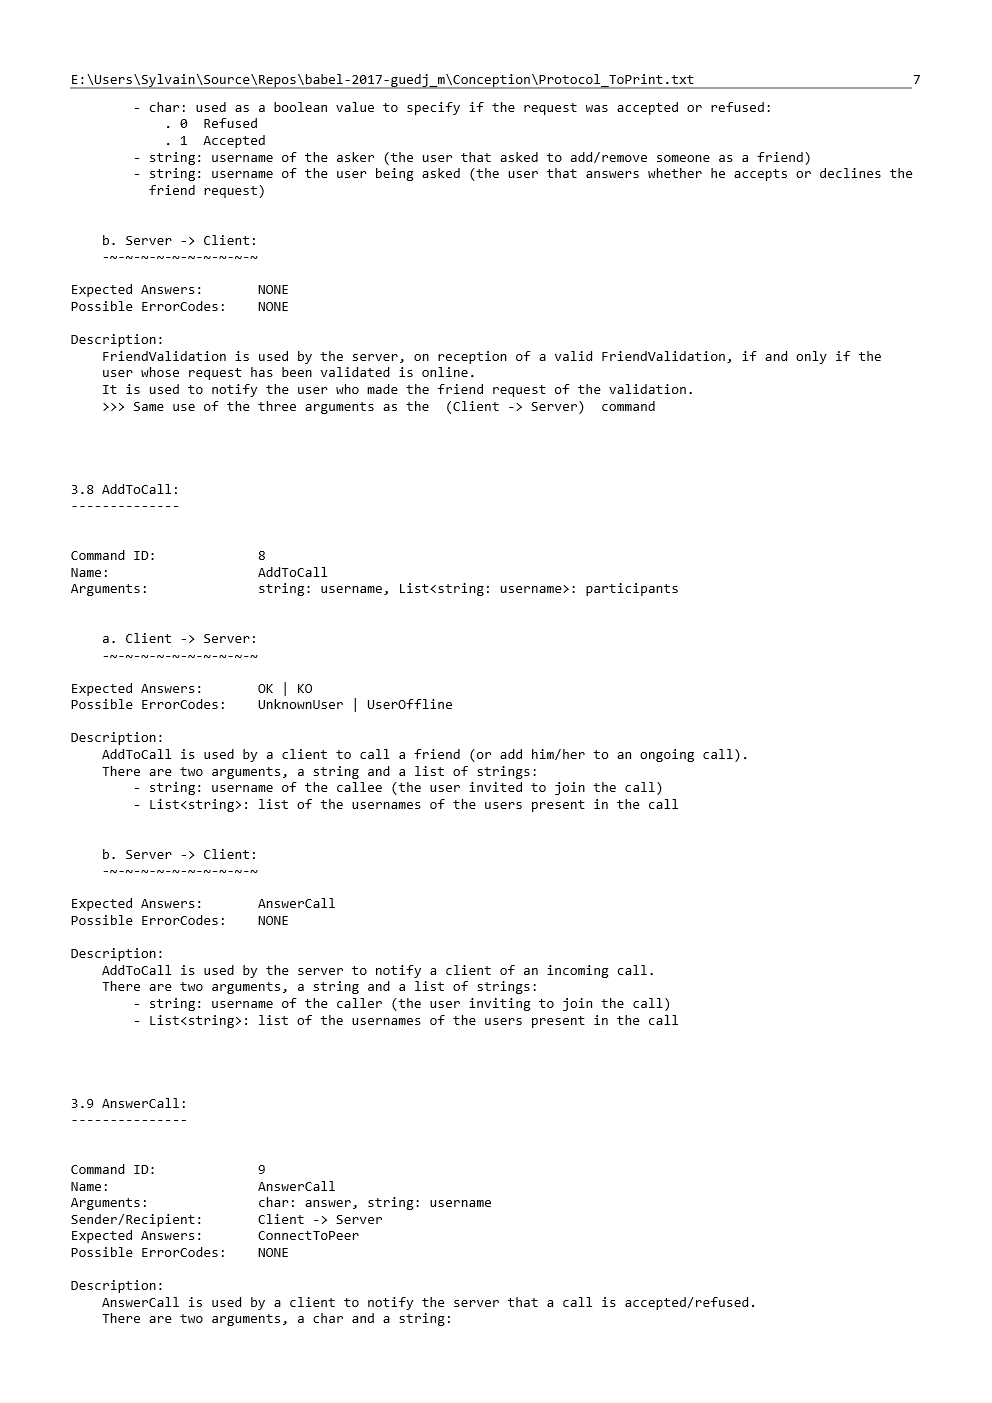 E:\Users\Sylvain\Source\Repos\babel-2017-guedj_m\Conception\Protocol_ToPrint.txt 7
- char: used as a boolean value to specify if the request was accepted or refused:
. 0  Refused
. 1  Accepted
- string: username of the asker (the user that asked to add/remove someone as a friend)
- string: username of the user being asked (the user that answers whether he accepts or declines the
friend request)
b. Server -> Client:
-~-~-~-~-~-~-~-~-~-~
Expected Answers:       NONE
Possible ErrorCodes:    NONE
Description:
FriendValidation is used by the server, on reception of a valid FriendValidation, if and only if the
user whose request has been validated is online.
It is used to notify the user who made the friend request of the validation.
>>> Same use of the three arguments as the  (Client -> Server)  command
3.8 AddToCall:
--------------
Command ID:             8
Name:                   AddToCall
Arguments:              string: username, List<string: username>: participants
a. Client -> Server:
-~-~-~-~-~-~-~-~-~-~
Expected Answers:       OK | KO
Possible ErrorCodes:    UnknownUser | UserOffline
Description:
AddToCall is used by a client to call a friend (or add him/her to an ongoing call).
There are two arguments, a string and a list of strings:
- string: username of the callee (the user invited to join the call)
- List<string>: list of the usernames of the users present in the call
b. Server -> Client:
-~-~-~-~-~-~-~-~-~-~
Expected Answers:       AnswerCall
Possible ErrorCodes:    NONE
Description:
AddToCall is used by the server to notify a client of an incoming call.
There are two arguments, a string and a list of strings:
- string: username of the caller (the user inviting to join the call)
- List<string>: list of the usernames of the users present in the call
3.9 AnswerCall:
---------------
Command ID:             9
Name:                   AnswerCall
Arguments:              char: answer, string: username
Sender/Recipient:       Client -> Server
Expected Answers:       ConnectToPeer
Possible ErrorCodes:    NONE
Description:
AnswerCall is used by a client to notify the server that a call is accepted/refused.
There are two arguments, a char and a string: